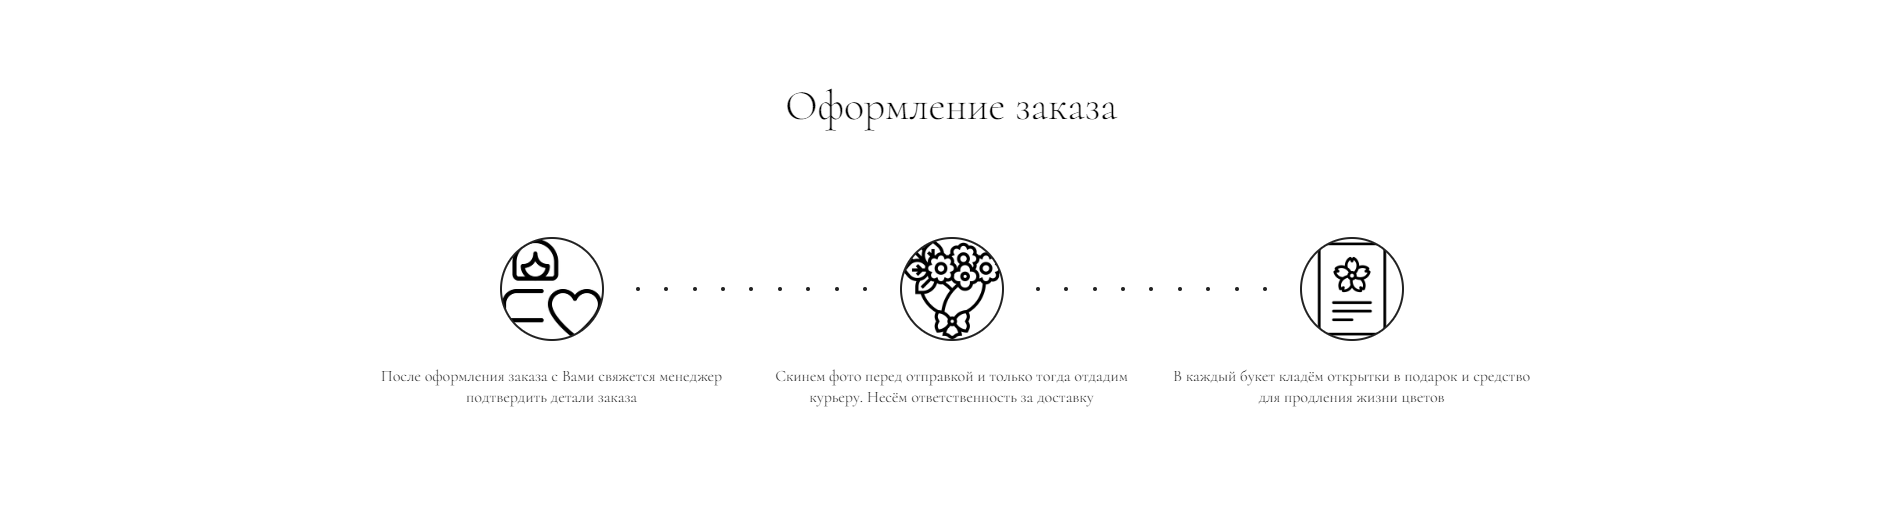 Оформление заказа
После оформления заказа с Вами свяжется менеджер
подтвердить детали заказа
Скинем фото перед отправкой и только тогда отдадим
курьеру. Несём ответственность за доставку
В каждый букет кладём открытки в подарок и средство
для продления жизни цветов